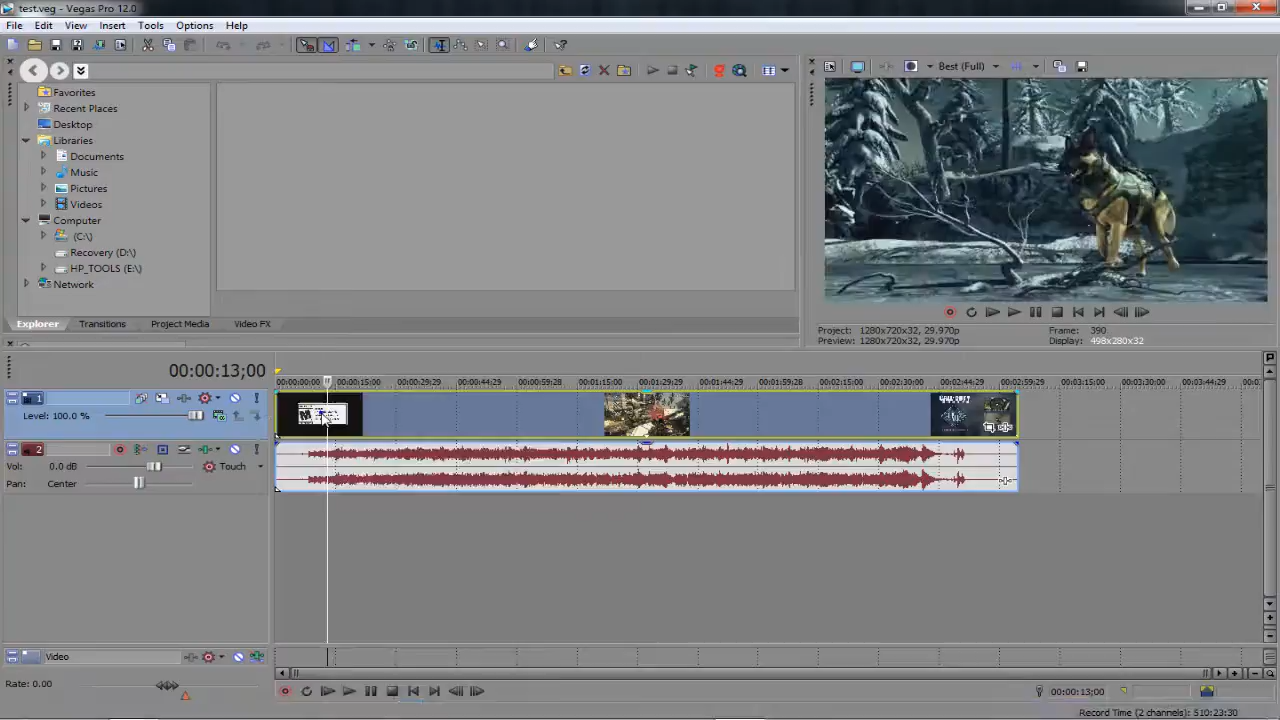 test.veg - Vegas Pro 12.0
File Edit View Insert Tools Options Help
Best (Full)
Favorites
Recent Places
Desktop
Libraries
Documents
Music
Pictures
Videos
Computer
(C:\)
Recovery (D:\)
HP_TOOLS (E:\)
Network
Explorer Transitions Project Media Video FX
Project: 1280x720x32, 29.970p Frame: 390
Preview: 1280x720x32, 29.970p Display: 498x280x32
00:00:13;00
00:00:00:00 00:00:15:00 00:00:29:29 00:00:44:29 00:00:59:28 00:01:15:00 00:01:29:29 00:01:44:29 00:01:59:28 00:02:15:00 00:02:30:00 00:02:44:29 00:02:59:29 00:03:15:00 00:03:30:00 00:03:44:29
1
Level: 100.0 %
2
Vol: 0.0 dB Touch
Pan: Center
Video
Rate: 0.00
00:00:13;00
Record Time (2 channels): 510:23:30